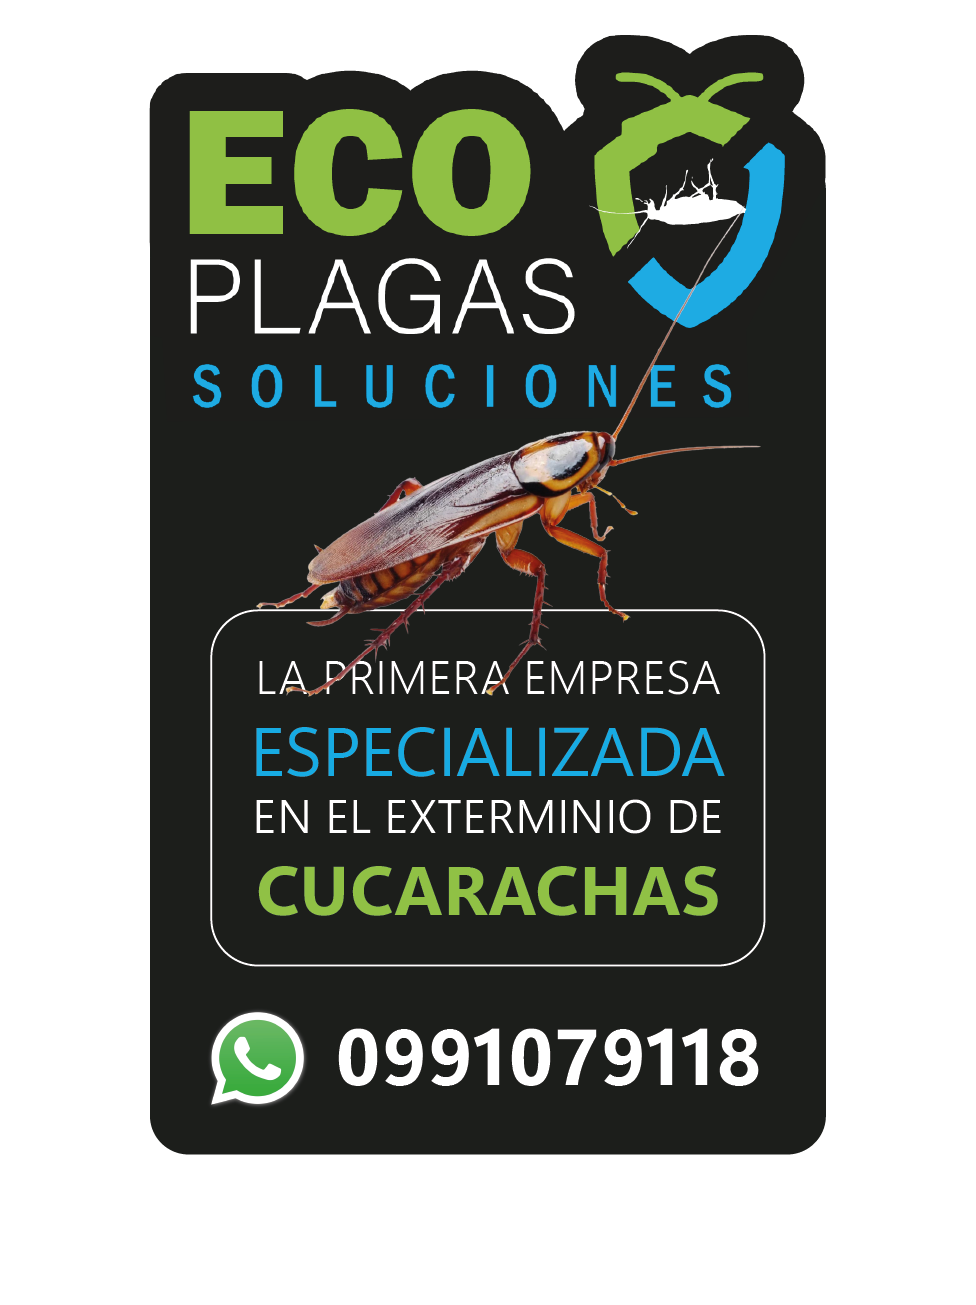 ECO
PLAGAS
SOLUCIONES
LA PRIMERA EMPRESA
ESPECIALIZADA
EN EL EXTERMINIO DE
CUCARACHAS
0991079118